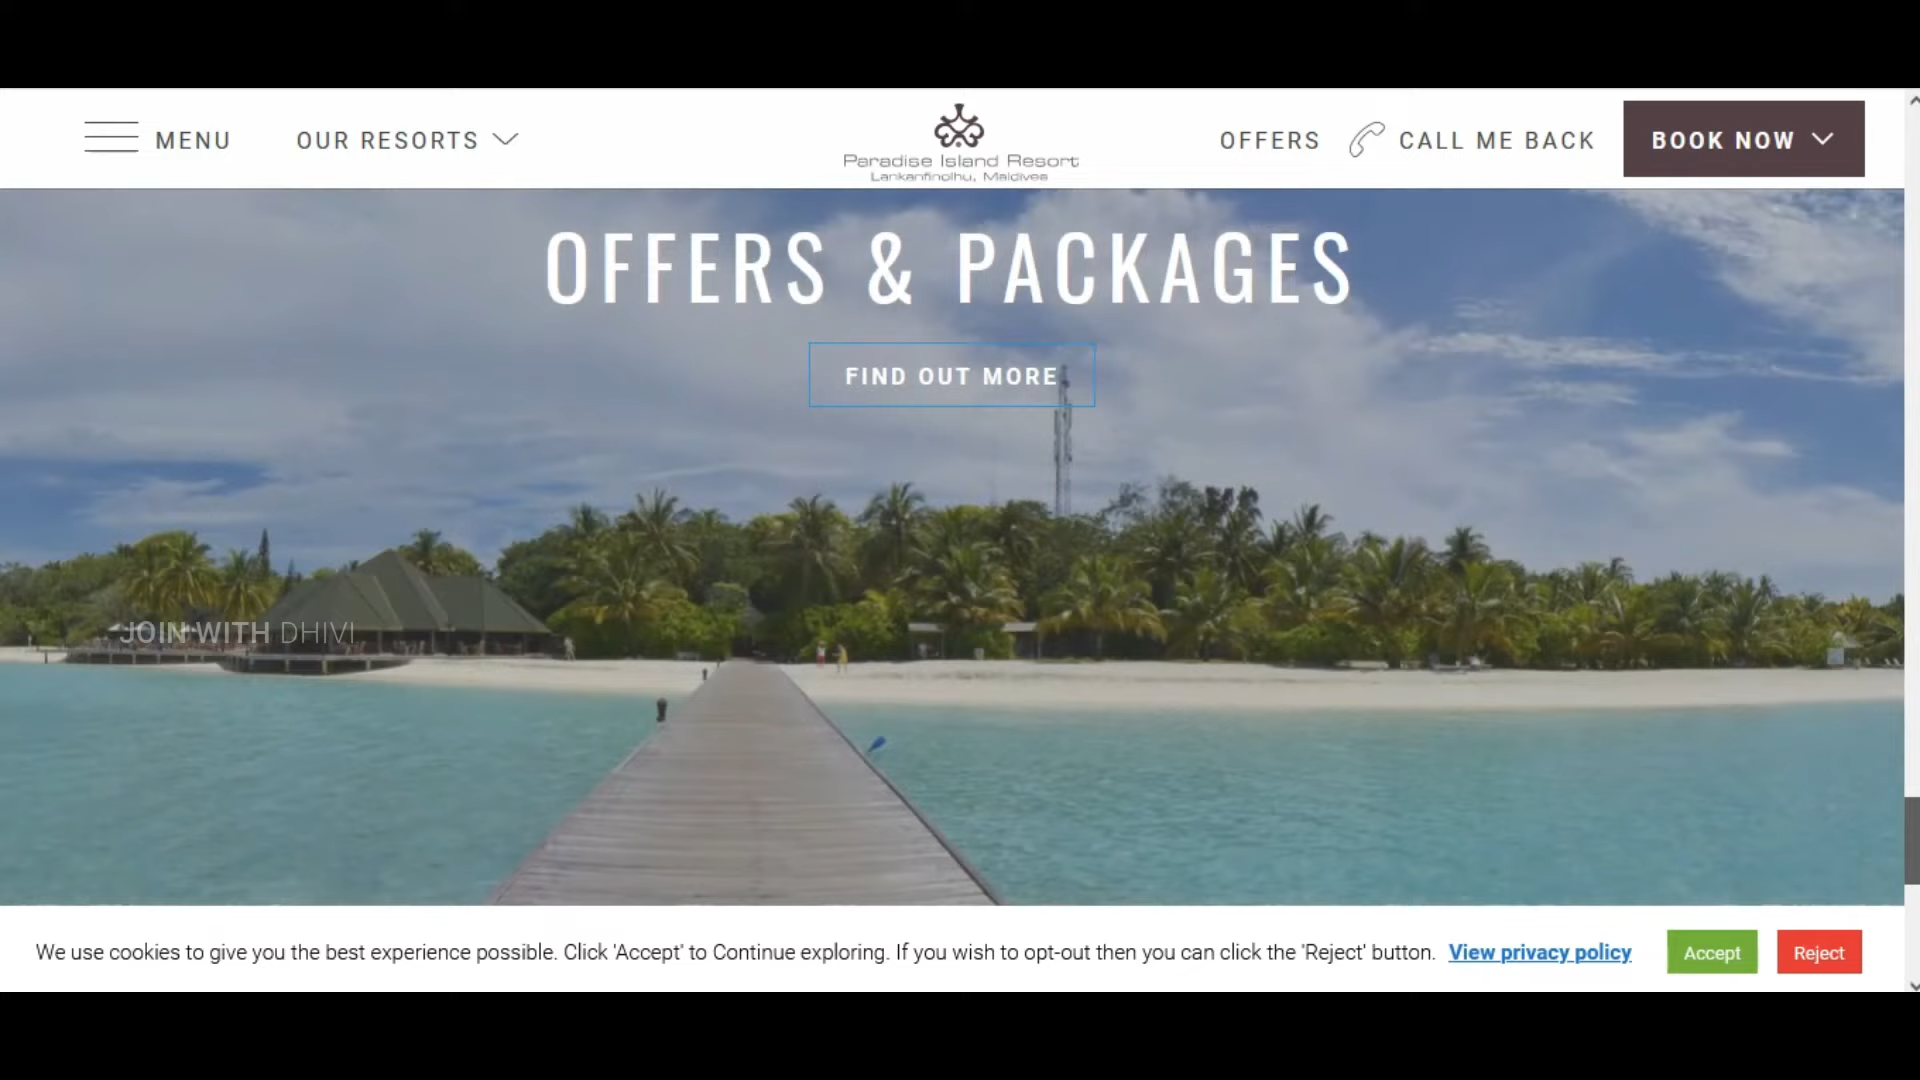 MENU
OUR RESORTS
Paradise Island Resort
Lankanfinolhu, Maldives
OFFERS
CALL ME BACK
BOOK NOW
OFFERS & PACKAGES
FIND OUT MORE
JOIN WITH DHIVI
We use cookies to give you the best experience possible. Click 'Accept' to Continue exploring. If you wish to opt-out then you can click the 'Reject' button. View privacy policy
Accept
Reject